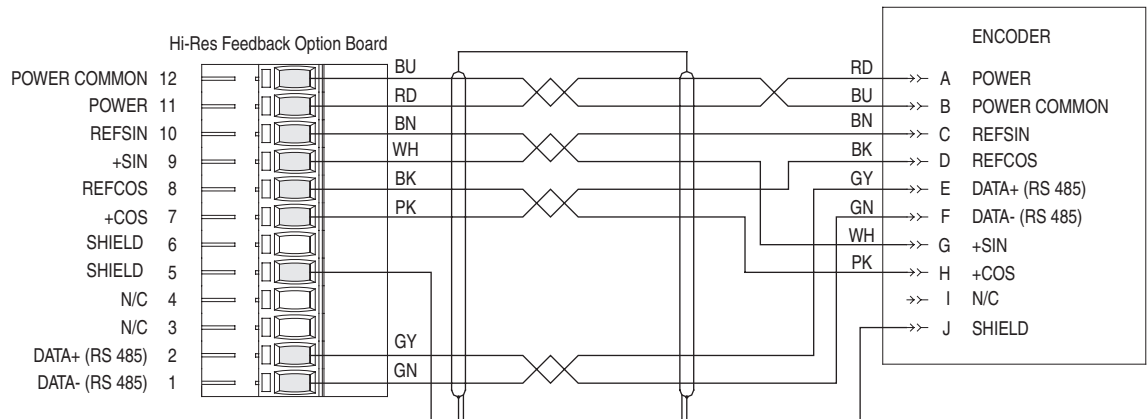 Hi-Res Feedback Option Board
POWER COMMON 12
POWER 11
REFSIN 10
+SIN 9
REFCOS 8
+COS 7
SHIELD 6
SHIELD 5
N/C 4
N/C 3
DATA+ (RS 485) 2
DATA- (RS 485) 1
BU
RD
BN
WH
BK
PK
GY
GN
RD
BU
BN
BK
GY
GN
WH
PK
ENCODER
A POWER
B POWER COMMON
C REFSIN
D REFCOS
E DATA+ (RS 485)
F DATA- (RS 485)
G +SIN
H +COS
I N/C
J SHIELD